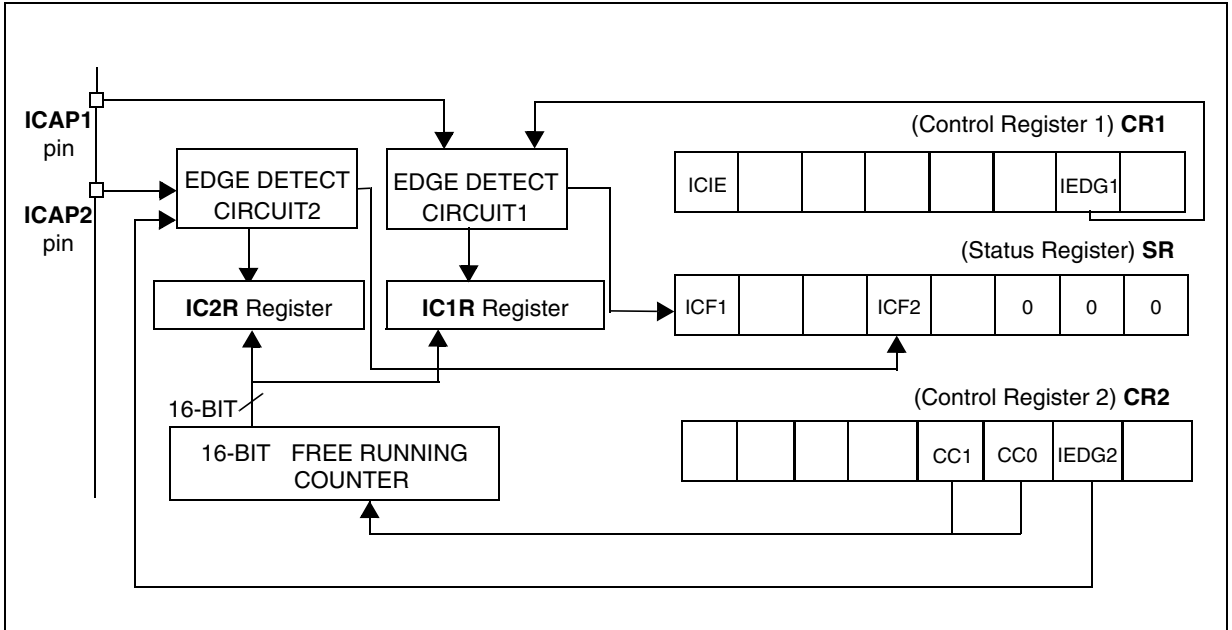 ICAP1
pin
ICAP2
pin
EDGE DETECT
CIRCUIT2
EDGE DETECT
CIRCUIT1
IC2R Register
IC1R Register
16-BIT
16-BIT FREE RUNNING
COUNTER
(Control Register 1) CR1
ICIE IEDG1
(Status Register) SR
ICF1 ICF2 0 0 0
(Control Register 2) CR2
CC1 CC0 IEDG2